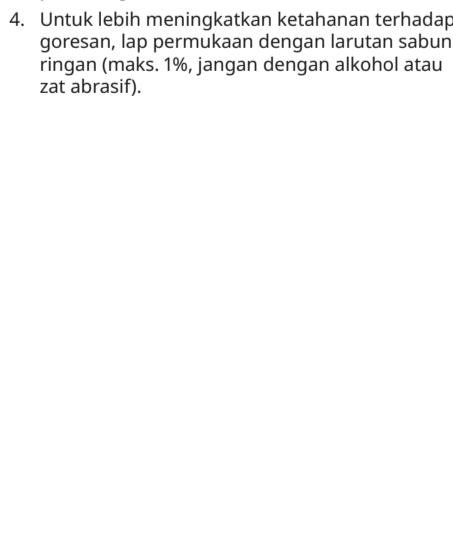 4. Untuk lebih meningkatkan ketahanan terhadap
goresan, lap permukaan dengan larutan sabun
ringan (maks. 1%, jangan dengan alkohol atau
zat abrasif).